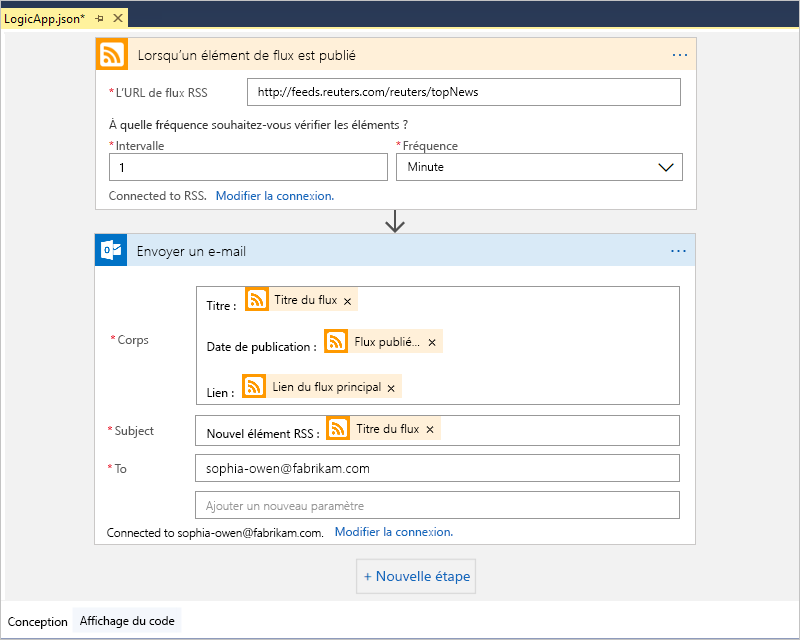 LogicApp.json*
Lorsqu'un élément de flux est publié ...
*L'URL de flux RSS http://feeds.reuters.com/reuters/topNews
À quelle fréquence souhaitez-vous vérifier les éléments ?
*Intervalle *Fréquence
1 Minute
Connected to RSS. Modifier la connexion.
Envoyer un e-mail ...
Titre : Titre du flux ×
*Corps
Date de publication : Flux publié... ×
Lien : Lien du flux principal ×
*Subject Nouvel élément RSS : Titre du flux ×
*To sophia-owen@fabrikam.com
Ajouter un nouveau paramètre
Connected to sophia-owen@fabrikam.com. Modifier la connexion.
+ Nouvelle étape
Conception Affichage du code